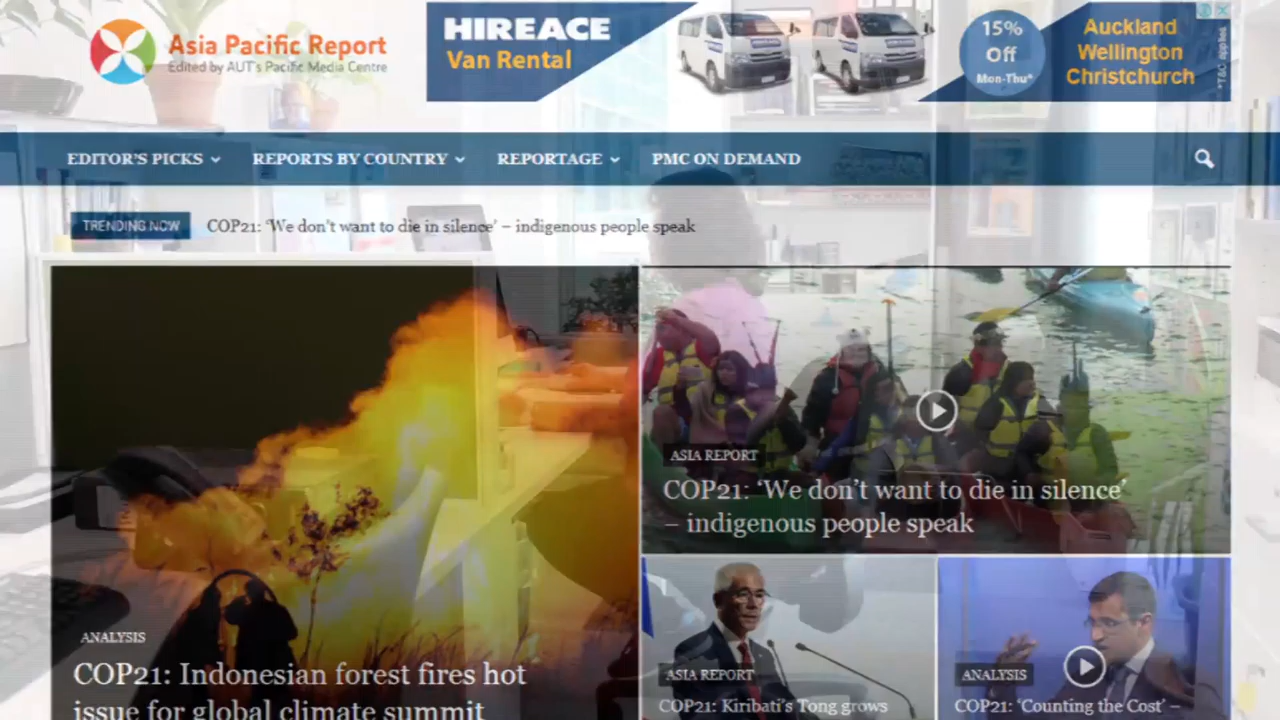 HIREACE
Van Rental
15%
Off
Mon-Thu*
Auckland
Wellington
Christchurch
*T&C applies
Asia Pacific Report
Edited by AUT's Pacific Media Centre
EDITOR'S PICKS
REPORTS BY COUNTRY
REPORTAGE
PMC ON DEMAND
TRENDING NOW
COP21: 'We don't want to die in silence' – indigenous people speak
ASIA REPORT
COP21: ‘We don’t want to die in silence’
– indigenous people speak
ANALYSIS
COP21: Indonesian forest fires hot
issue for global climate summit
ASIA REPORT
COP21: Kiribati's Tong grows
ANALYSIS
COP21: 'Counting the Cost' –